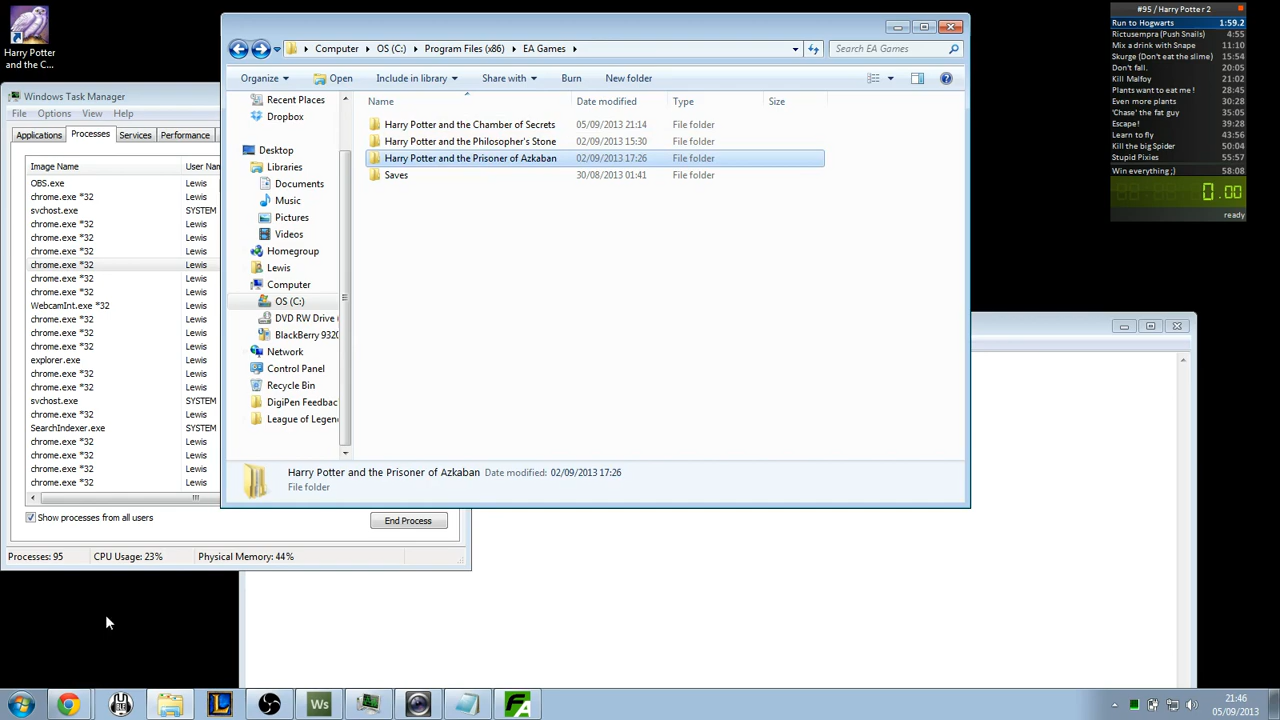 Harry Potter
and the C...
Windows Task Manager
File Options View Help
Applications Processes Services Performance
Image Name User Nam
OBS.exe Lewis
chrome.exe *32 Lewis
svchost.exe SYSTEM
chrome.exe *32 Lewis
chrome.exe *32 Lewis
chrome.exe *32 Lewis
chrome.exe *32 Lewis
chrome.exe *32 Lewis
chrome.exe *32 Lewis
WebcamInt.exe *32 Lewis
chrome.exe *32 Lewis
chrome.exe *32 Lewis
chrome.exe *32 Lewis
explorer.exe Lewis
chrome.exe *32 Lewis
chrome.exe *32 Lewis
svchost.exe SYSTEM
chrome.exe *32 Lewis
SearchIndexer.exe SYSTEM
chrome.exe *32 Lewis
chrome.exe *32 Lewis
chrome.exe *32 Lewis
chrome.exe *32 Lewis
Show processes from all users
End Process
Processes: 95 CPU Usage: 23% Physical Memory: 44%
Computer OS (C:) Program Files (x86) EA Games
Search EA Games
Organize Open Include in library Share with Burn New folder
Recent Places
Dropbox
Desktop
Libraries
Documents
Music
Pictures
Videos
Homegroup
Lewis
Computer
OS (C:)
DVD RW Drive
BlackBerry 9320
Network
Control Panel
Recycle Bin
DigiPen Feedbac
League of Legen
Name Date modified Type Size
Harry Potter and the Chamber of Secrets 05/09/2013 21:14 File folder
Harry Potter and the Philosopher's Stone 02/09/2013 15:30 File folder
Harry Potter and the Prisoner of Azkaban 02/09/2013 17:26 File folder
Saves 30/08/2013 01:41 File folder
Harry Potter and the Prisoner of Azkaban Date modified: 02/09/2013 17:26
File folder
#95 / Harry Potter 2
Run to Hogwarts 1:59.2
Rictusempra (Push Snails) 4:55
Mix a drink with Snape 11:10
Skurge (Don't eat the slime) 15:54
Don't fall. 20:05
Kill Malfoy 21:02
Plants want to eat me ! 28:45
Even more plants 30:28
'Chase' the fat guy 35:05
Escape! 39:28
Learn to fly 43:56
Kill the big Spider 50:04
Stupid Pixies 55:57
Win everything ;) 58:08
0.00
ready
Ws
21:46
05/09/2013